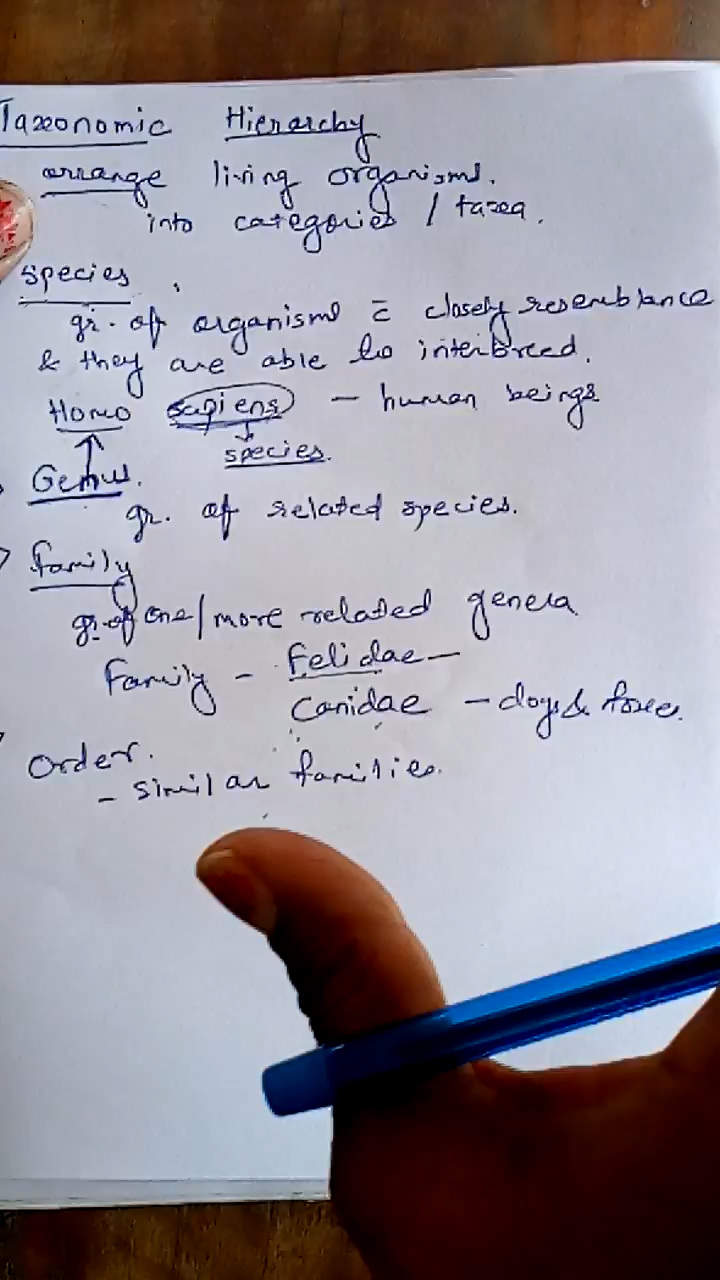 Taxonomic Hierarchy
arrange living organisms.
into categories / taxa.
Species
gr. of organisms c̄ closely resemblance
& they are able to interbreed.
Homo sapiens — human beings
species.
Genus.
gr. of related species.
family
gr. of one/more related genera
Family - Felidae —
Canidae - dogs & foxe.
Order.
- similar families.